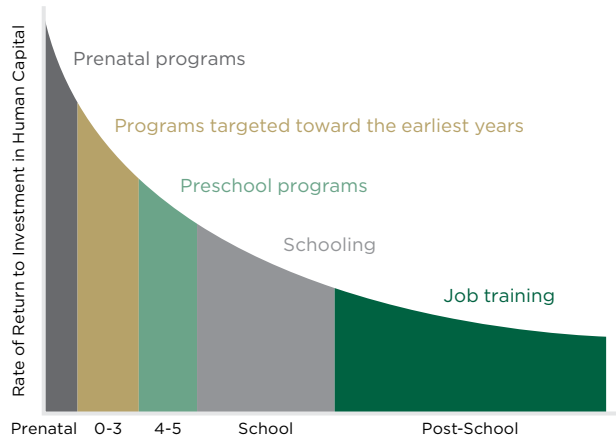 Rate of Return to Investment in Human Capital
Prenatal programs
Programs targeted toward the earliest years
Preschool programs
Schooling
Job training
Prenatal 0-3 4-5 School Post-School